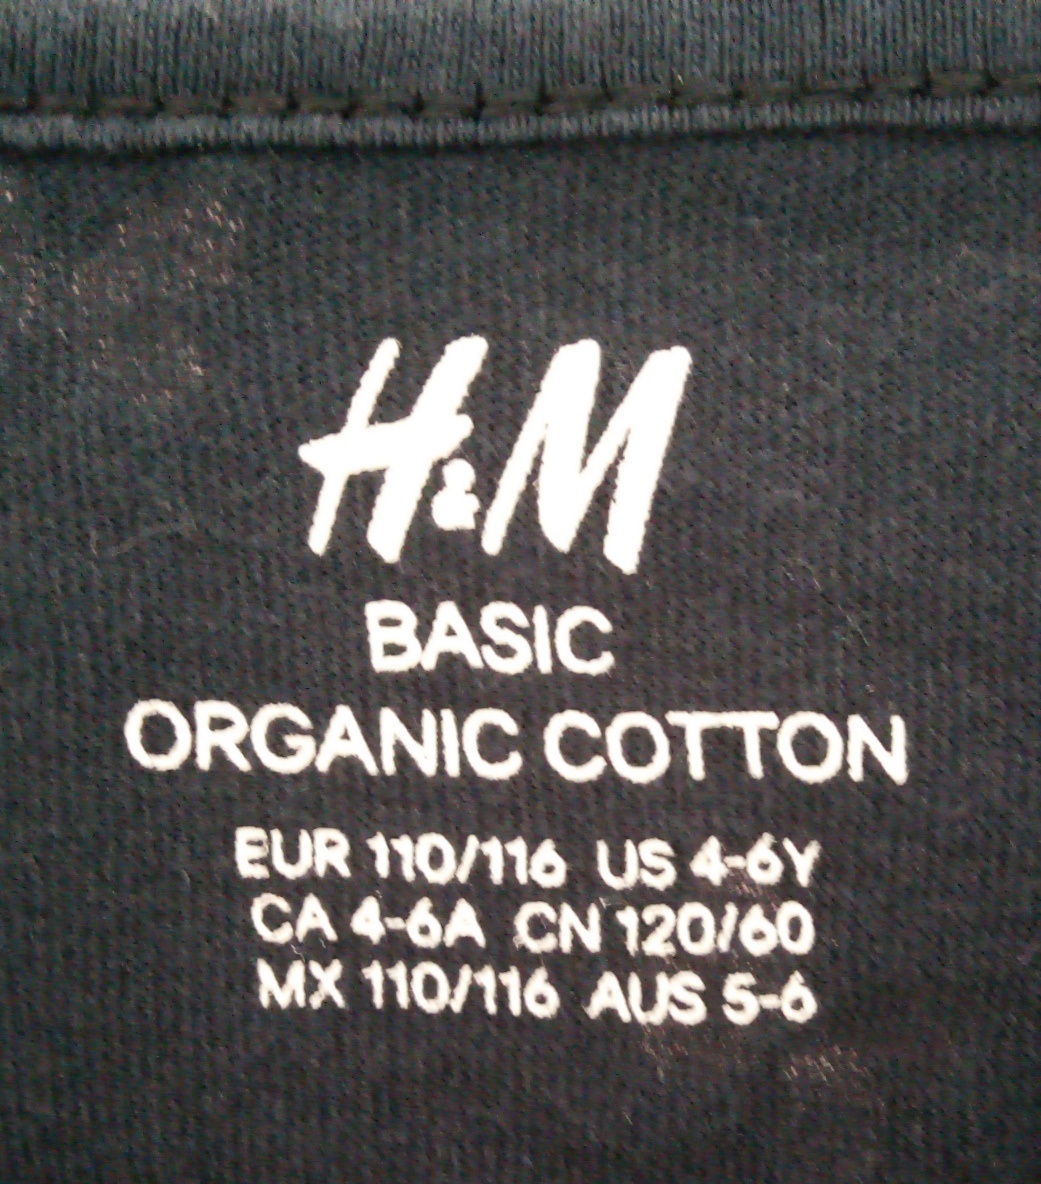 H&M
BASIC
ORGANIC COTTON
EUR 110/116 US 4-6Y
CA 4-6A CN 120/60
MX 110/116 AUS 5-6